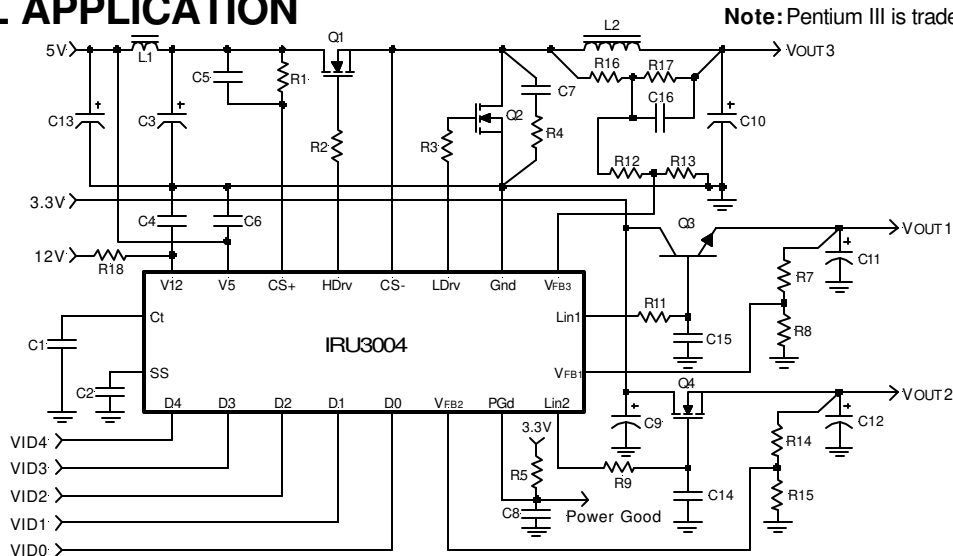 L APPLICATION
Note: Pentium III is trade
5V
L1
C13
C3
C5
R1
Q1
R2
R3
Q2
C7
R4
L2
R16
R17
C16
R12
R13
C10
VOUT3
3.3V
C4
C6
12V
R18
Q3
VOUT1
R7
C11
R8
V12
V5
CS+
HDrv
CS-
LDrv
Gnd
VFB3
Ct
C1
SS
C2
IRU3004
Lin1
R11
C15
VFB1
D4
D3
D2
D1
D0
VFB2
PGd
Lin2
Q4
VOUT2
C9
R14
C12
R15
R9
C14
3.3V
R5
C8
Power Good
VID4
VID3
VID2
VID1
VID0